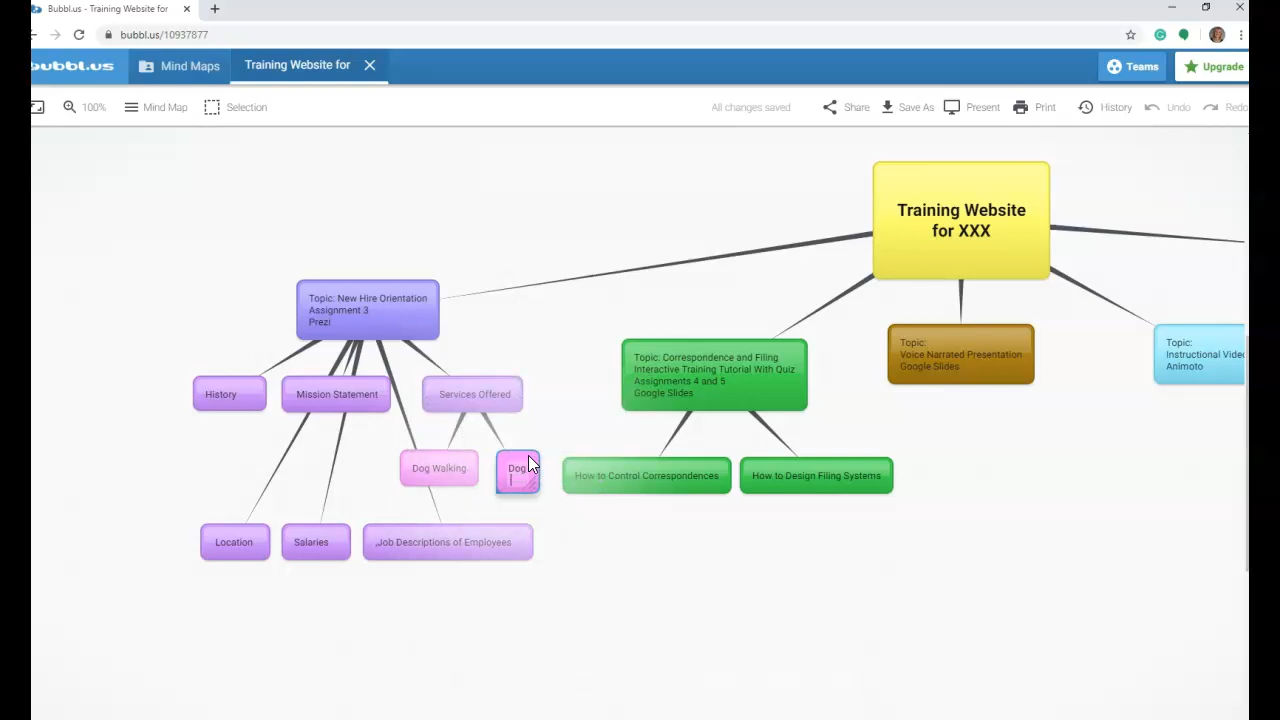 Bubbl.us - Training Website for
bubbl.us/10937877
bubbl.us
Mind Maps
Training Website for
Teams
Upgrade
100%
Mind Map
Selection
All changes saved
Share
Save As
Present
Print
History
Undo
Redo
Training Website
for XXX
Topic: New Hire Orientation
Assignment 3
Prezi
History
Mission Statement
Services Offered
Dog Walking
Dog
Location
Salaries
Job Descriptions of Employees
Topic: Correspondence and Filing
Interactive Training Tutorial With Quiz
Assignments 4 and 5
Google Slides
How to Control Correspondences
How to Design Filing Systems
Topic:
Voice Narrated Presentation
Google Slides
Topic:
Instructional Vide
Animoto